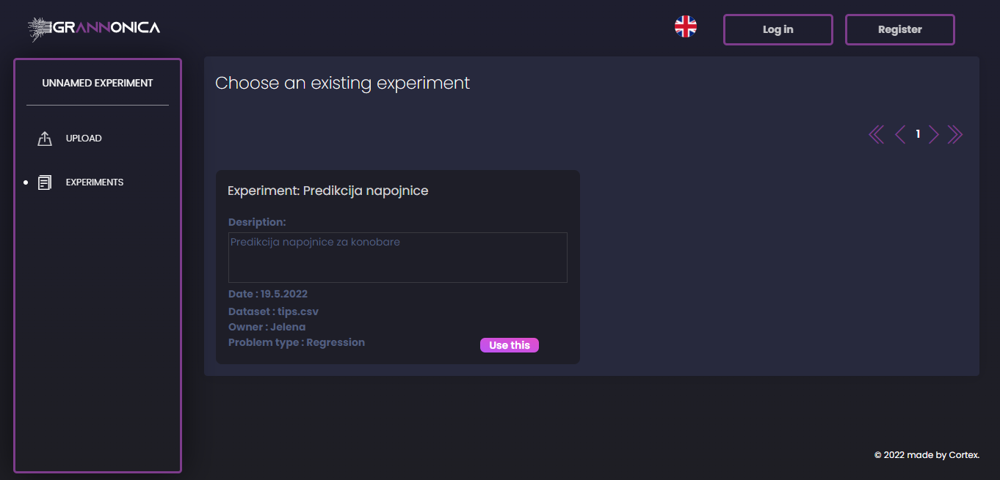 IGRANNONICA
Log in
Register
UNNAMED EXPERIMENT
UPLOAD
EXPERIMENTS
Choose an existing experiment
1
Experiment: Predikcija napojnice
Desription:
Predikcija napojnice za konobare
Date : 19.5.2022
Dataset : tips.csv
Owner : Jelena
Problem type : Regression
Use this
© 2022 made by Cortex.